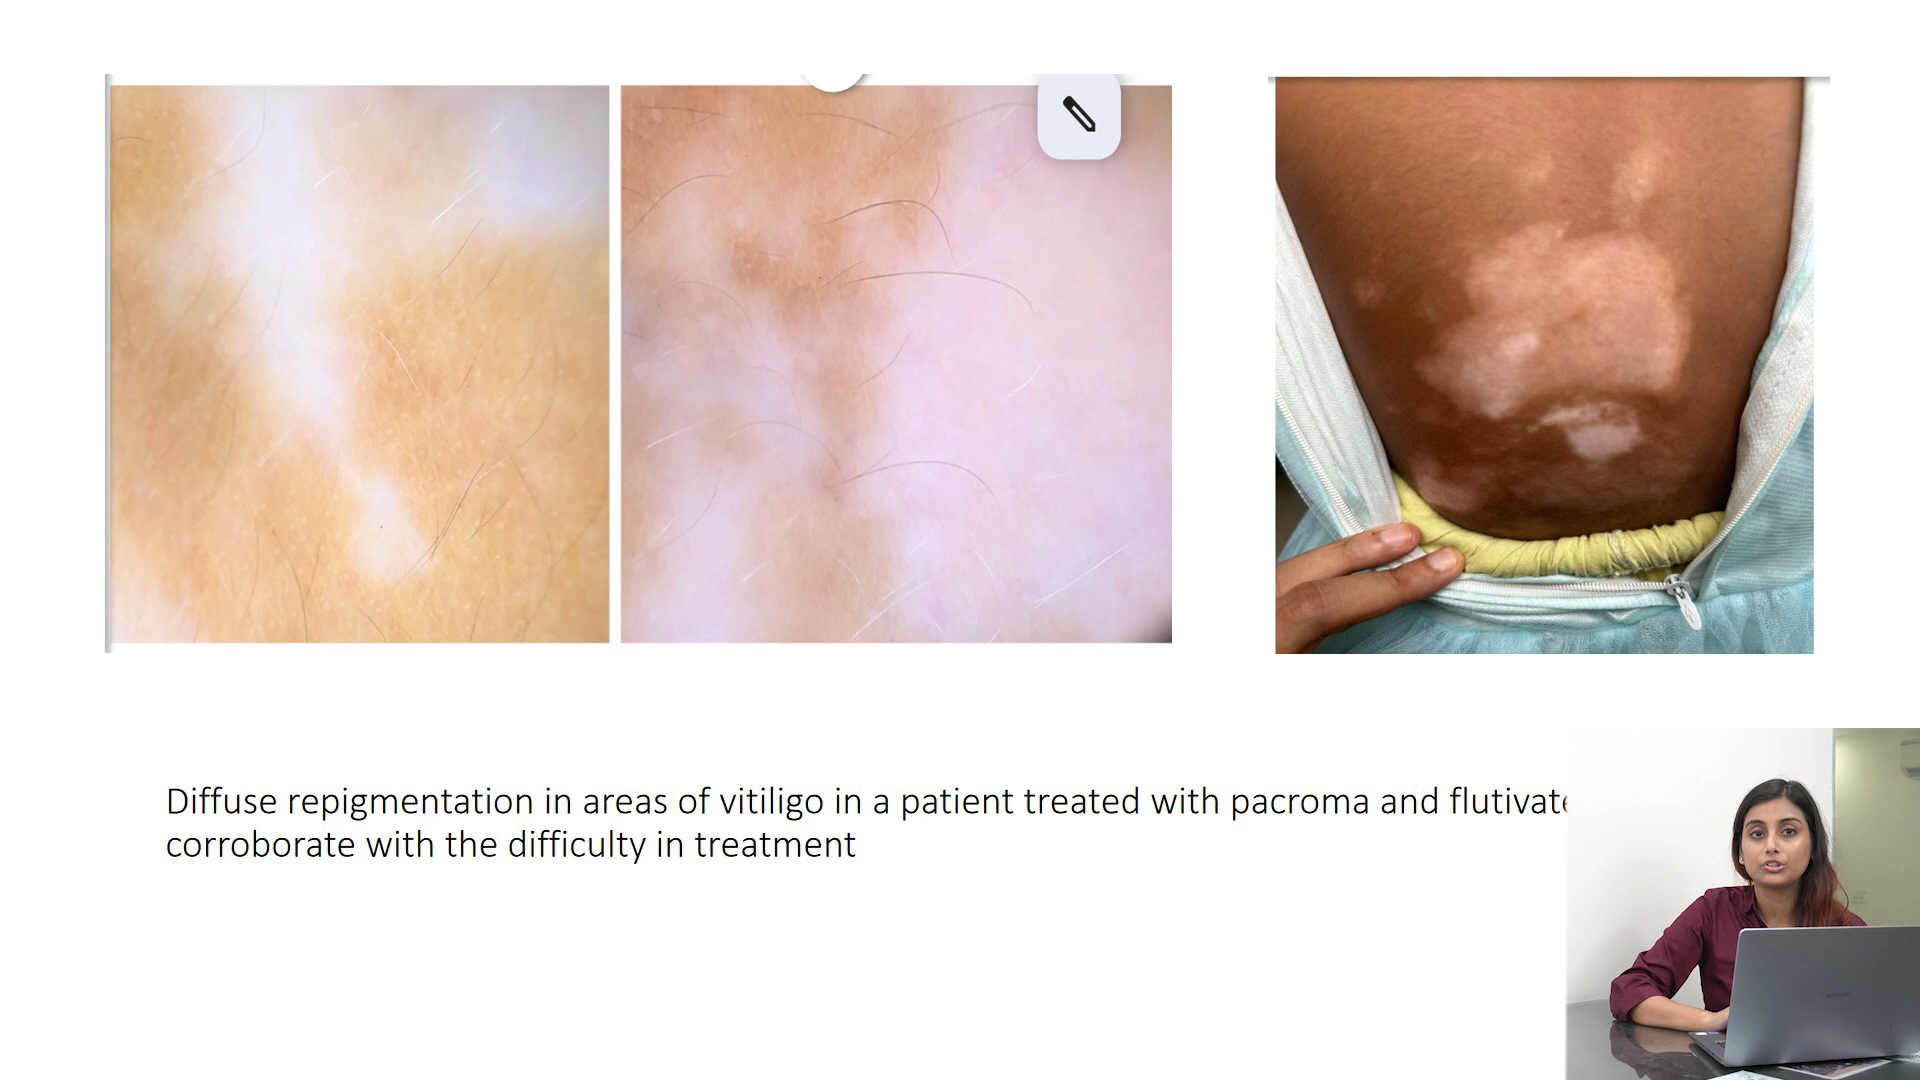 Diffuse repigmentation in areas of vitiligo in a patient treated with pacroma and flutivate
corroborate with the difficulty in treatment